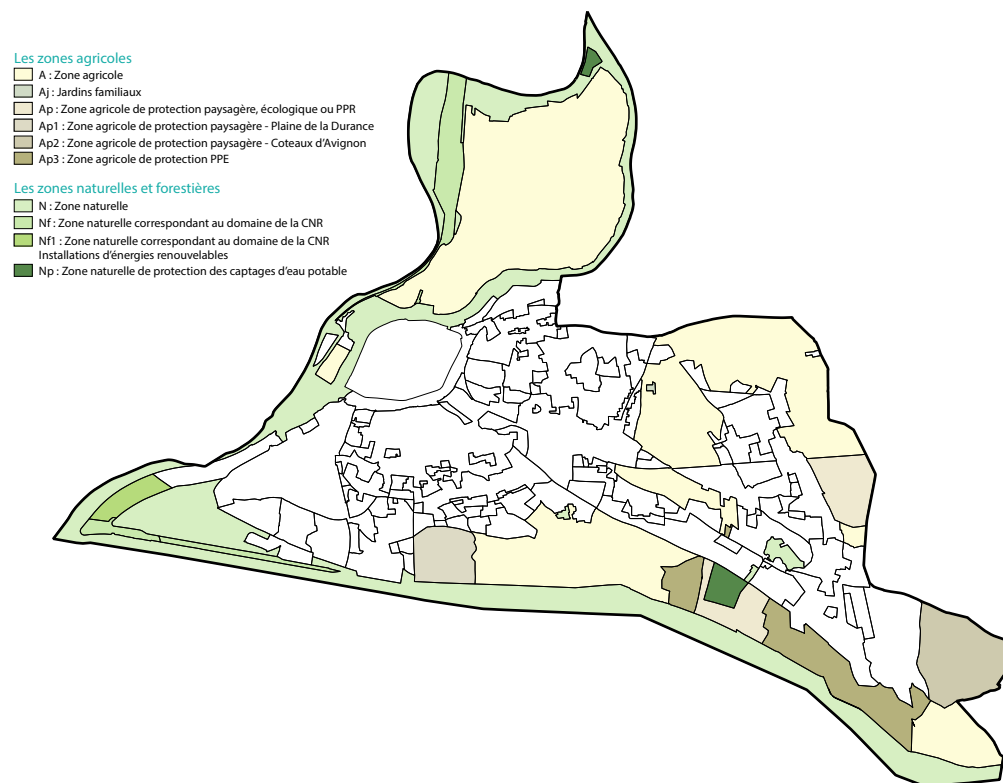 Les zones agricoles
A : Zone agricole
Aj : Jardins familiaux
Ap : Zone agricole de protection paysagère, écologique ou PPR
Ap1 : Zone agricole de protection paysagère - Plaine de la Durance
Ap2 : Zone agricole de protection paysagère - Coteaux d'Avignon
Ap3 : Zone agricole de protection PPE
Les zones naturelles et forestières
N : Zone naturelle
Nf : Zone naturelle correspondant au domaine de la CNR
Nf1 : Zone naturelle correspondant au domaine de la CNR
Installations d'énergies renouvelables
Np : Zone naturelle de protection des captages d'eau potable